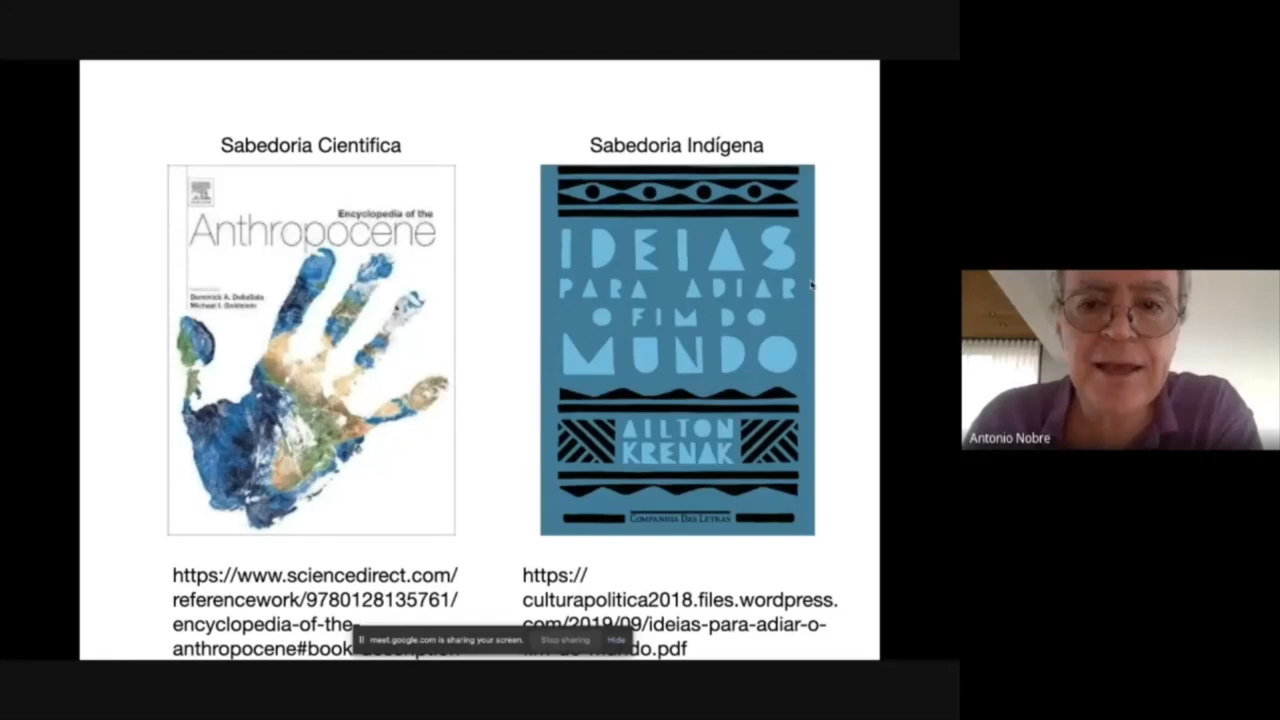 Sabedoria Cientifica
Encyclopedia of the
Anthropocene
Dominick A. DellaSala
Michael I. Goldstein
https://www.sciencedirect.com/
referencework/9780128135761/
encyclopedia-of-the-
anthropocene#book-description
Sabedoria Indígena
IDEIAS
PARA ADIAR
O FIM DO
MUNDO
AILTON
KRENAK
COMPANHIA DAS LETRAS
https://
culturapolitica2018.files.wordpress.
com/2019/09/ideias-para-adiar-o-
mundo.pdf
meet.google.com is sharing your screen.
Stop sharing
Hide
Antonio Nobre